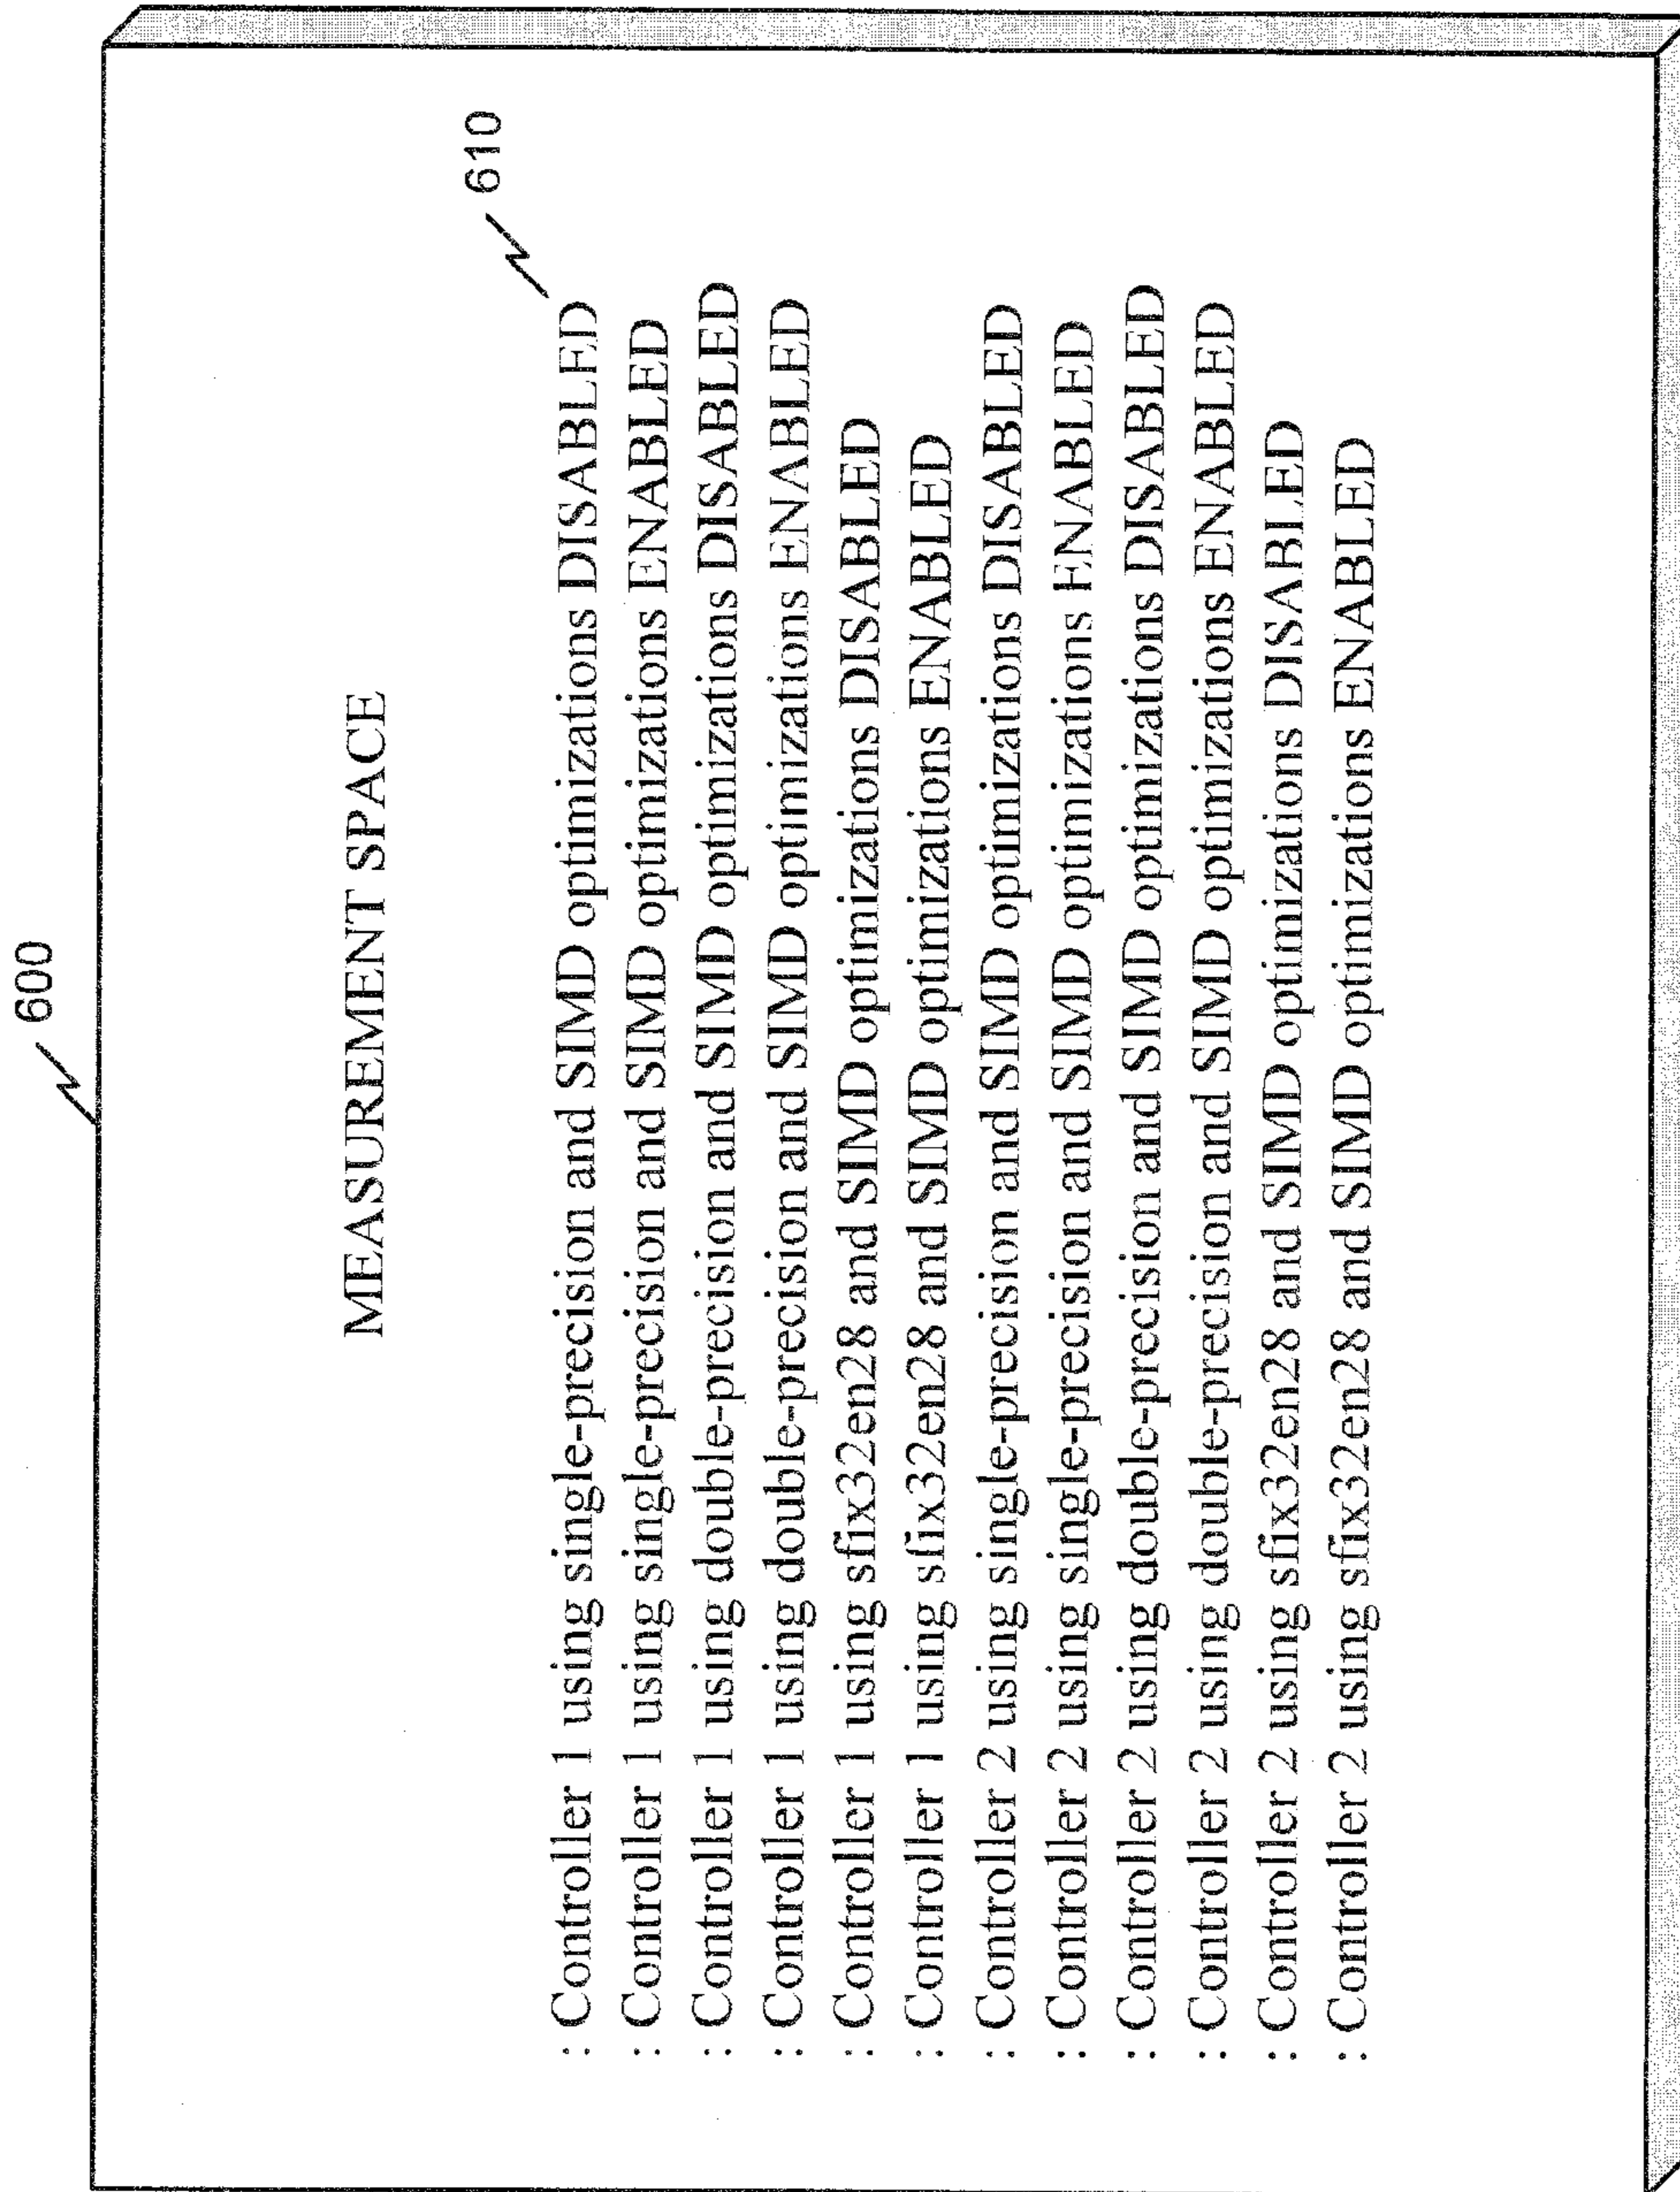 600
MEASUREMENT SPACE
610
:: Controller 1 using single-precision and SIMD optimizations DISABLED
:: Controller 1 using single-precision and SIMD optimizations ENABLED
:: Controller 1 using double-precision and SIMD optimizations DISABLED
:: Controller 1 using double-precision and SIMD optimizations ENABLED
:: Controller 1 using sfix32en28 and SIMD optimizations DISABLED
:: Controller 1 using sfix32en28 and SIMD optimizations ENABLED
:: Controller 2 using single-precision and SIMD optimizations DISABLED
:: Controller 2 using single-precision and SIMD optimizations ENABLED
:: Controller 2 using double-precision and SIMD optimizations DISABLED
:: Controller 2 using double-precision and SIMD optimizations ENABLED
:: Controller 2 using sfix32en28 and SIMD optimizations DISABLED
:: Controller 2 using sfix32en28 and SIMD optimizations ENABLED